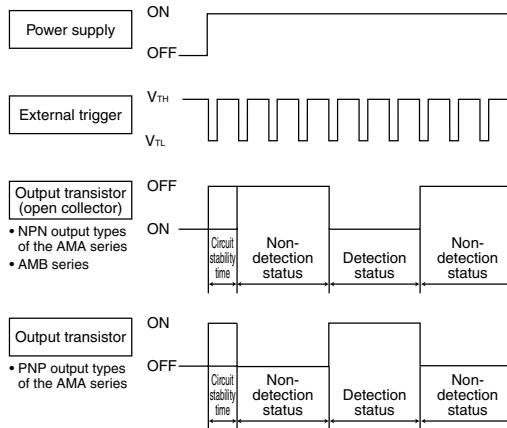 Power supply
ON
OFF
External trigger
VTH
VTL
Output transistor
(open collector)
• NPN output types
of the AMA series
• AMB series
OFF
ON
Circuit
stability
time
Non-
detection
status
Detection
status
Non-
detection
status
Output transistor
• PNP output types
of the AMA series
ON
OFF
Circuit
stability
time
Non-
detection
status
Detection
status
Non-
detection
status